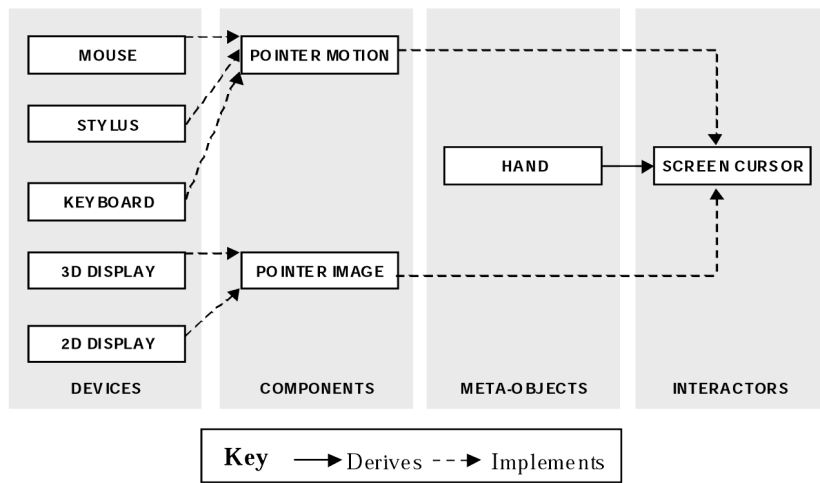 MOUSE
POINTER MOTION
STYLUS
HAND
SCREEN CURSOR
KEYBOARD
3D DISPLAY
POINTER IMAGE
2D DISPLAY
DEVICES
COMPONENTS
META-OBJECTS
INTERACTORS
Key Derives Implements